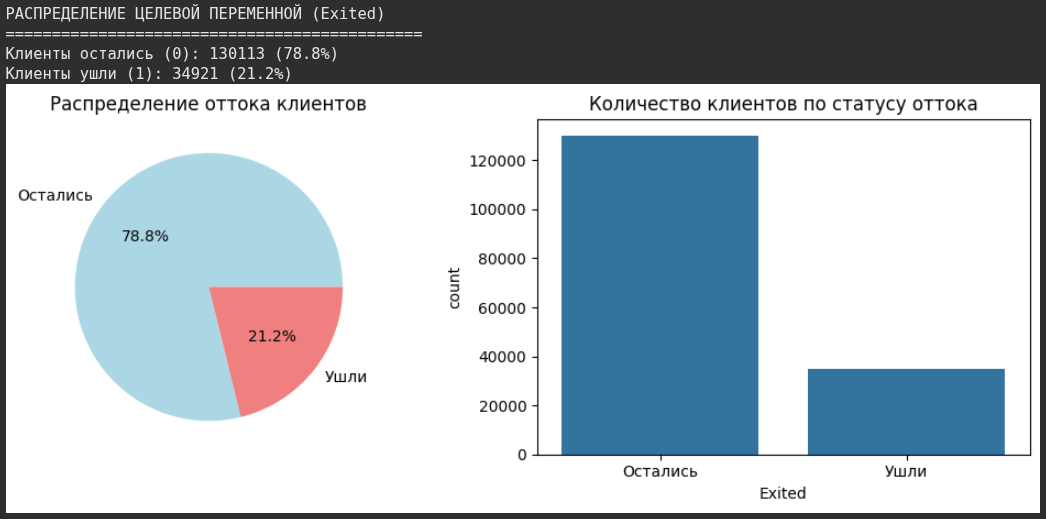 РАСПРЕДЕЛЕНИЕ ЦЕЛЕВОЙ ПЕРЕМЕННОЙ (Exited)
=============================================
Клиенты остались (0): 130113 (78.8%)
Клиенты ушли (1): 34921 (21.2%)
Распределение оттока клиентов
Остались
78.8%
21.2%
Ушли
Количество клиентов по статусу оттока
120000
100000
80000
60000
40000
20000
0
count
Остались
Ушли
Exited